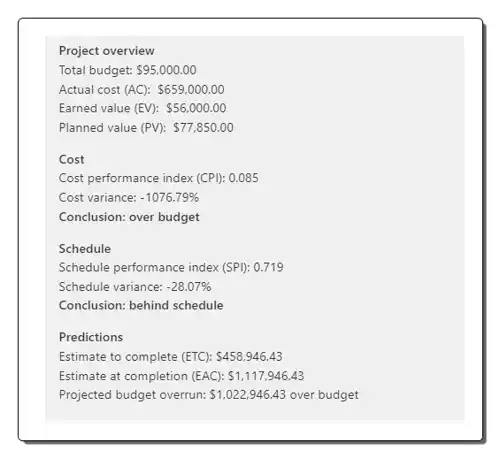 Project overview
Total budget: $95,000.00
Actual cost (AC): $659,000.00
Earned value (EV): $56,000.00
Planned value (PV): $77,850.00
Cost
Cost performance index (CPI): 0.085
Cost variance: -1076.79%
Conclusion: over budget
Schedule
Schedule performance index (SPI): 0.719
Schedule variance: -28.07%
Conclusion: behind schedule
Predictions
Estimate to complete (ETC): $458,946.43
Estimate at completion (EAC): $1,117,946.43
Projected budget overrun: $1,022,946.43 over budget